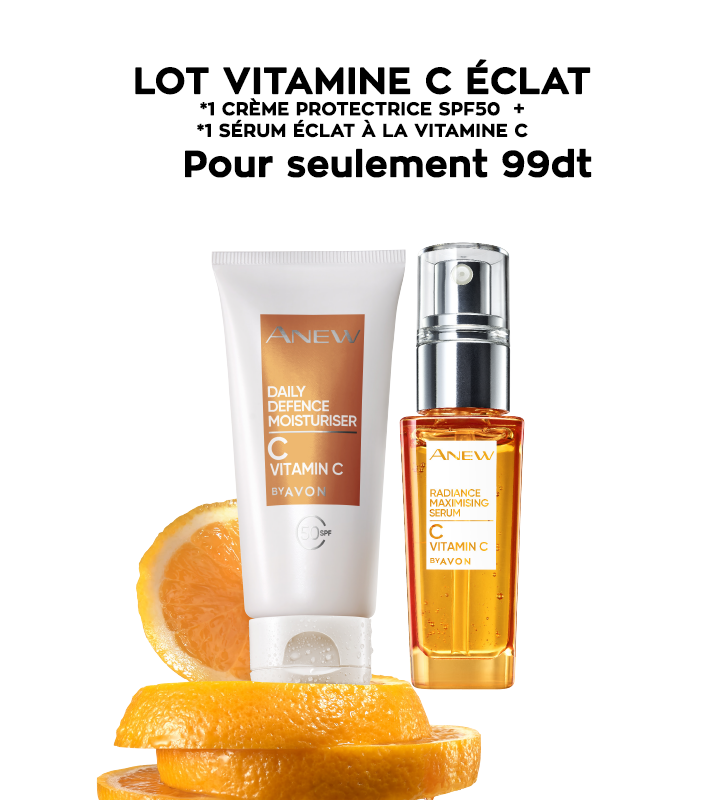 LOT VITAMINE C ÉCLAT
*1 CRÈME PROTECTRICE SPF50 +
*1 SÉRUM ÉCLAT À LA VITAMINE C
Pour seulement 99dt
ANEW
DAILY
DEFENCE
MOISTURISER
C
VITAMIN C
BY AVON
50 SPF
ANEW
RADIANCE
MAXIMISING
SERUM
C
VITAMIN C
BY AVON